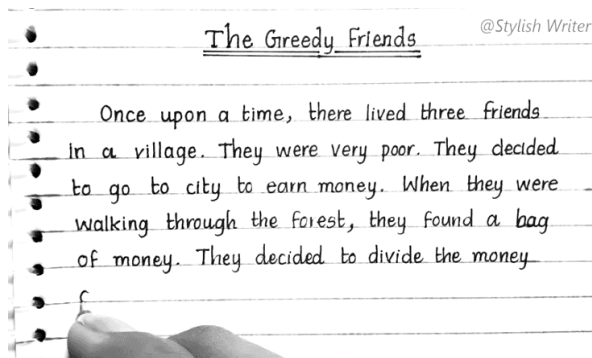 @Stylish Writer
The Greedy Friends
Once upon a time, there lived three friends
in a village. They were very poor. They decided
to go to city to earn money. When they were
walking through the forest, they found a bag
of money. They decided to divide the money